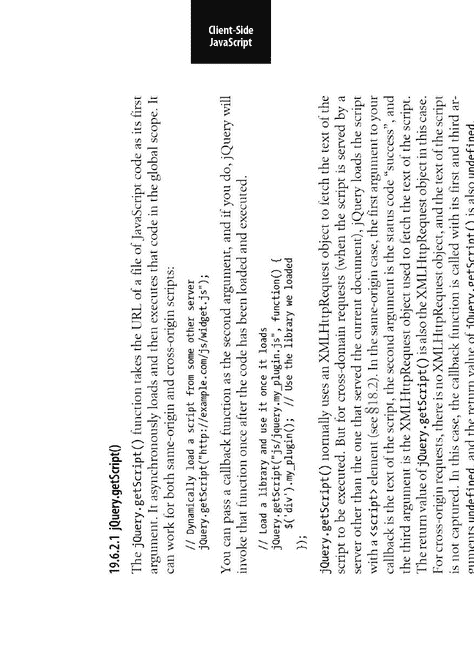 Client-Side
JavaScript
19.6.2.1 jQuery.getScript()
The jQuery.getScript() function takes the URL of a file of JavaScript code as its first
argument. It asynchronously loads and then executes that code in the global scope. It
can work for both same-origin and cross-origin scripts:
// Dynamically load a script from some other server
jQuery.getScript("http://example.com/js/widget.js");
You can pass a callback function as the second argument, and if you do, jQuery will
invoke that function once after the code has been loaded and executed.
// Load a library and use it once it loads
jQuery.getScript("js/jquery.my_plugin.js", function() {
$('div').my_plugin(); // Use the library we loaded
});
jQuery.getScript() normally uses an XMLHttpRequest object to fetch the text of the
script to be executed. But for cross-domain requests (when the script is served by a
server other than the one that served the current document), jQuery loads the script
with a <script> element (see §18.2). In the same-origin case, the first argument to your
callback is the text of the script, the second argument is the status code “success”, and
the third argument is the XMLHttpRequest object used to fetch the text of the script.
The return value of jQuery.getScript() is also the XMLHttpRequest object in this case.
For cross-origin requests, there is no XMLHttpRequest object, and the text of the script
is not captured. In this case, the callback function is called with its first and third ar-
guments undefined, and the return value of jQuery.getScript() is also undefined.